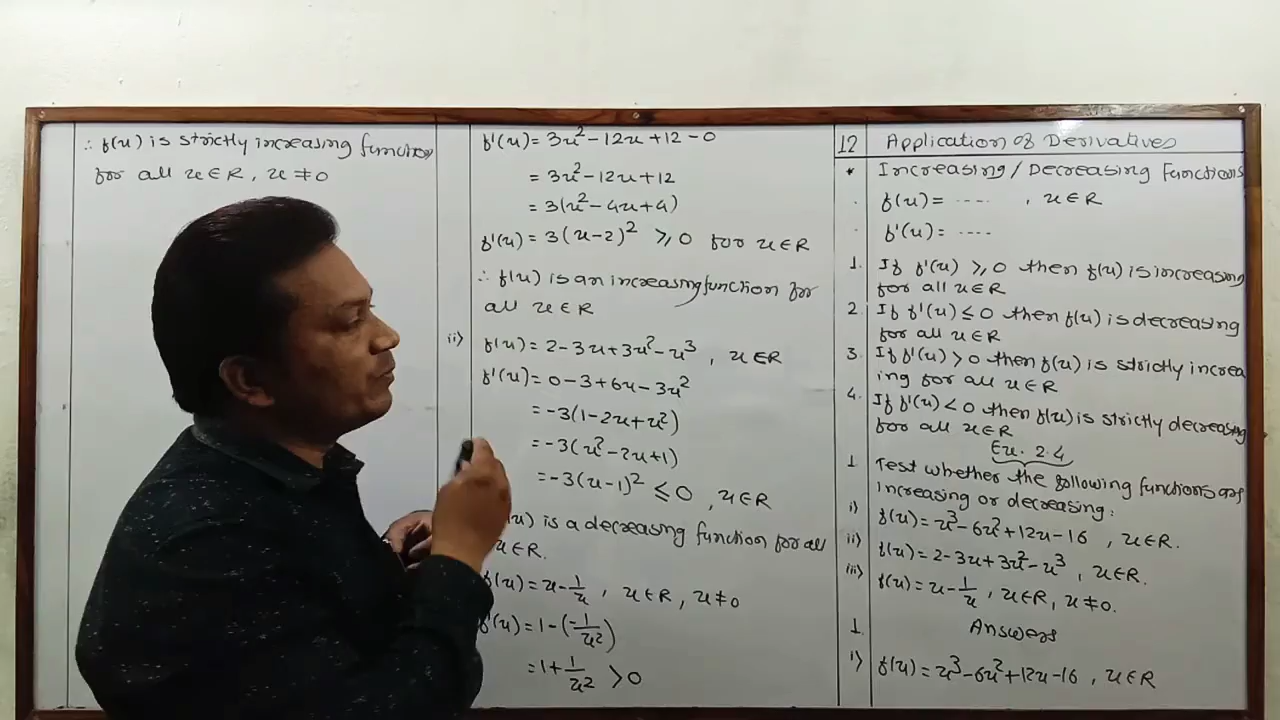 12 Application of Derivatives
* Increasing/Decreasing Functions
. f(x) = ---- , x∈R
. f'(x) = ----
1. If f'(x) ≥ 0 then f(x) is increasing
for all x∈R
2. If f'(x) ≤ 0 then f(x) is decreasing
for all x∈R
3. If f'(x) > 0 then f(x) is strictly increa
ing for all x∈R
4. If f'(x) < 0 then f(x) is strictly decreasing
for all x∈R
Ex. 2.4
1 Test whether the following functions are
increasing or decreasing:
i) f(x) = x³-6x²+12x-16 , x∈R.
ii) f(x) = 2-3x+3x²-x³ , x∈R.
iii) f(x) = x-1/x , x∈R, x≠0.
1. Answers
i) f(x) = x³-6x²+12x-16 , x∈R
f'(x) = 3x²-12x+12-0
= 3x²-12x+12
= 3(x²-4x+4)
f'(x) = 3(x-2)² ≥ 0 for x∈R
∴ f(x) is an increasing function for
all x∈R
ii) f(x) = 2-3x+3x²-x³ , x∈R
f'(x) = 0-3+6x-3x²
= -3(1-2x+x²)
= -3(x²-2x+1)
= -3(x-1)² ≤ 0 , x∈R
(x) is a decreasing function for all
x∈R.
f(x) = x-1/x , x∈R, x≠0
f'(x) = 1-(-1/x²)
= 1+1/x² > 0
∴ f(x) is strictly increasing function
for all x∈R, x≠0